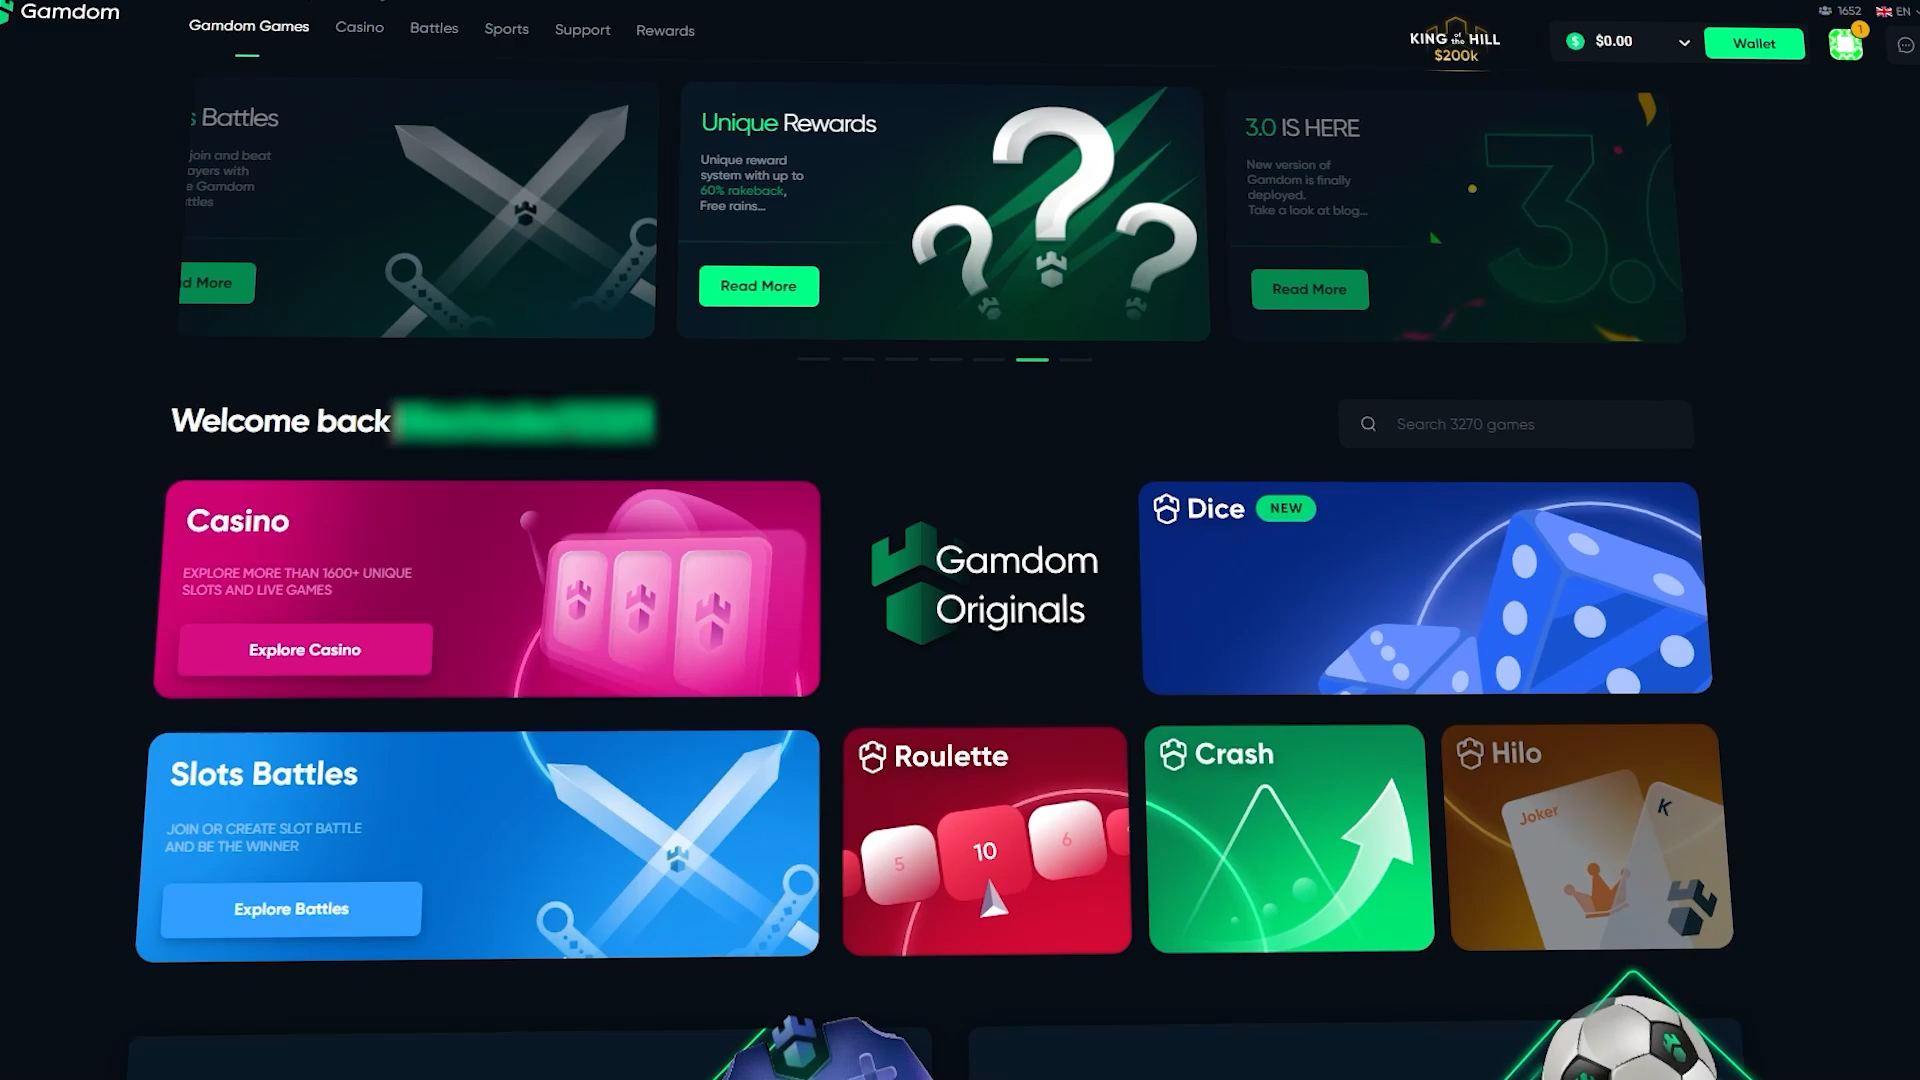 Gamdom
Gamdom Games
Casino
Battles
Sports
Support
Rewards
KING of the HILL
$200k
$0.00
Wallet
1652
EN
1
Battles
join and beat
ayers with
e Gamdom
ttles
d More
Unique Rewards
Unique reward
system with up to
60% rakeback,
Free rains...
Read More
3.0 IS HERE
New version of
Gamdom is finally
deployed.
Take a look at blog...
Read More
3.
Welcome back
Search 3270 games
Casino
EXPLORE MORE THAN 1600+ UNIQUE
SLOTS AND LIVE GAMES
Explore Casino
Gamdom
Originals
Dice
NEW
Slots Battles
JOIN OR CREATE SLOT BATTLE
AND BE THE WINNER
Explore Battles
Roulette
5
10
6
Crash
Hilo
Joker
K